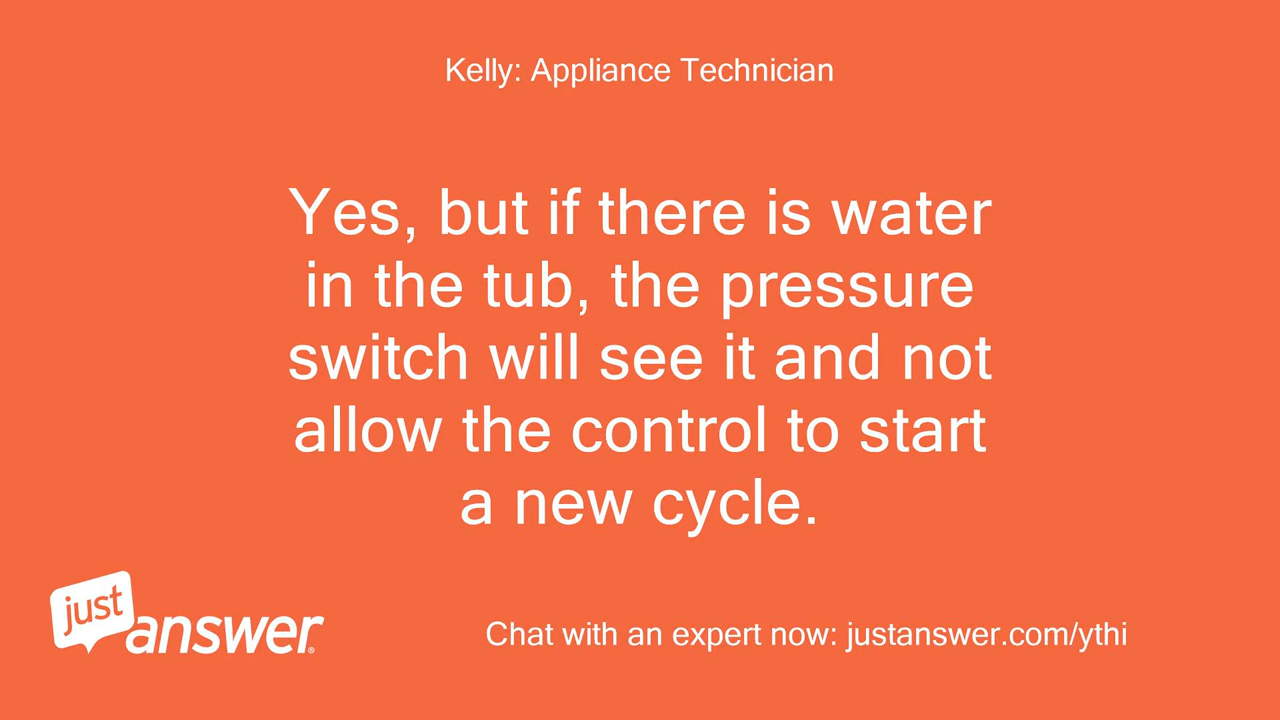 Kelly: Appliance Technician
Yes, but if there is water
in the tub, the pressure
switch will see it and not
allow the control to start
a new cycle.
just
answer®
Chat with an expert now: justanswer.com/ythi